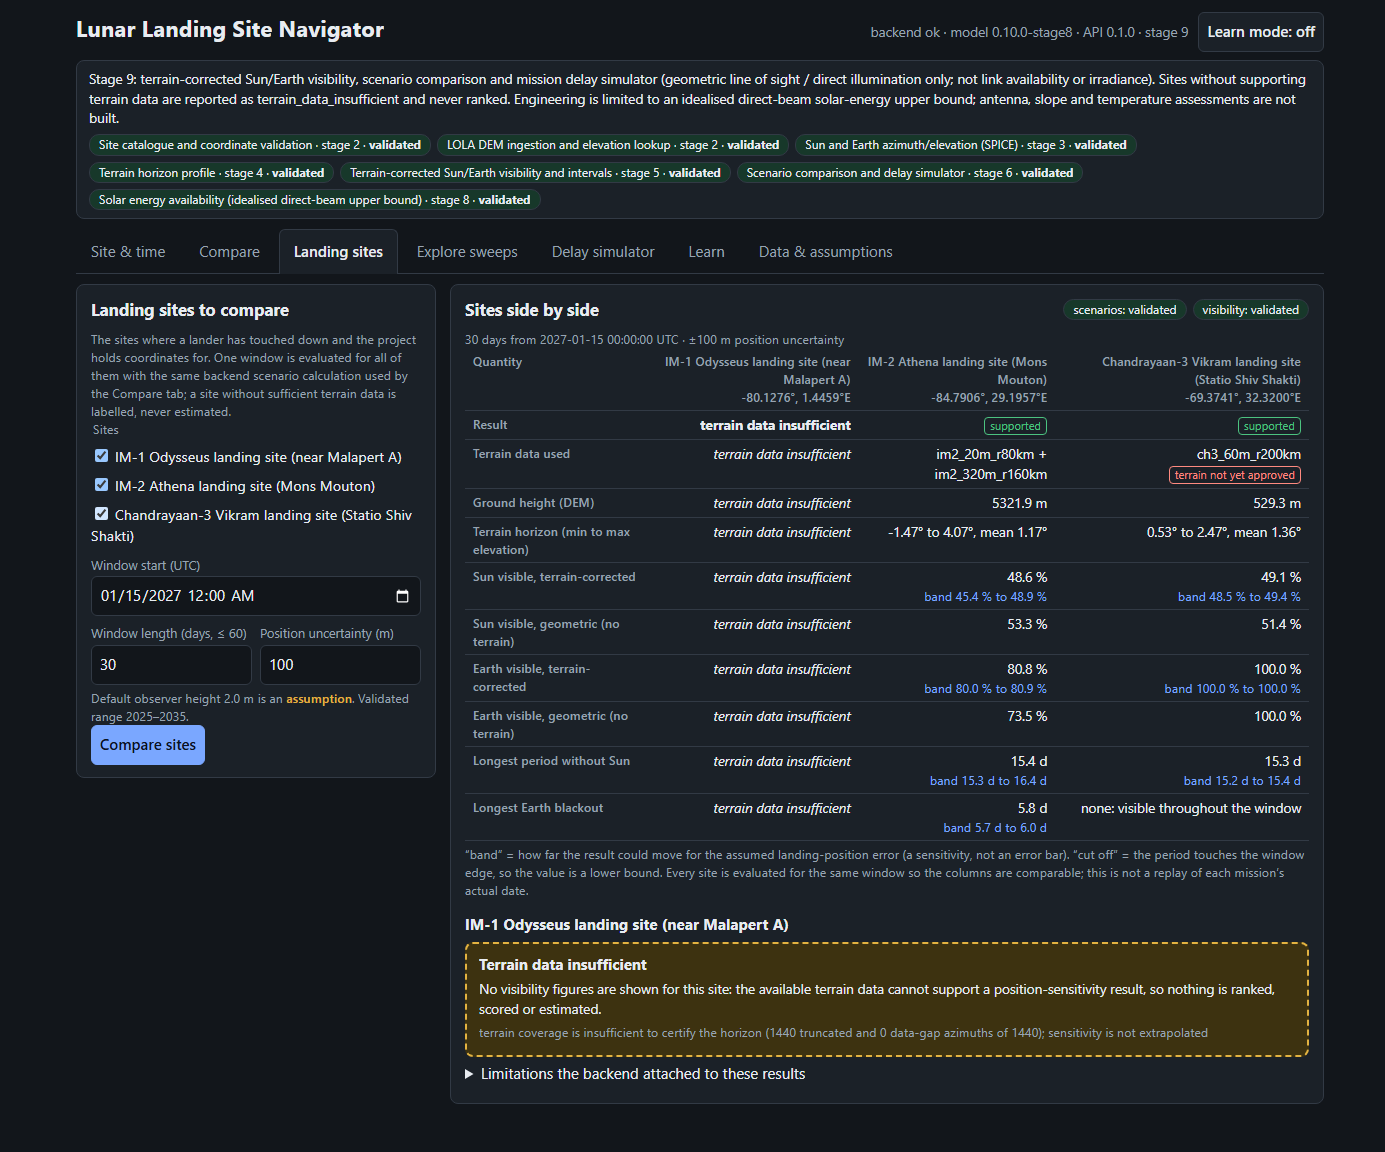 Lunar Landing Site Navigator
backend ok · model 0.10.0-stage8 · API 0.1.0 · stage 9
Learn mode: off
Stage 9: terrain-corrected Sun/Earth visibility, scenario comparison and mission delay simulator (geometric line of sight / direct illumination only; not link availability or irradiance). Sites without supporting
terrain data are reported as terrain_data_insufficient and never ranked. Engineering is limited to an idealised direct-beam solar-energy upper bound; antenna, slope and temperature assessments are not
built.
Site catalogue and coordinate validation · stage 2 · validated
LOLA DEM ingestion and elevation lookup · stage 2 · validated
Sun and Earth azimuth/elevation (SPICE) · stage 3 · validated
Terrain horizon profile · stage 4 · validated
Terrain-corrected Sun/Earth visibility and intervals · stage 5 · validated
Scenario comparison and delay simulator · stage 6 · validated
Solar energy availability (idealised direct-beam upper bound) · stage 8 · validated
Site & time
Compare
Landing sites
Explore sweeps
Delay simulator
Learn
Data & assumptions
Landing sites to compare
The sites where a lander has touched down and the project
holds coordinates for. One window is evaluated for all of
them with the same backend scenario calculation used by
the Compare tab; a site without sufficient terrain data is
labelled, never estimated.
Sites
IM-1 Odysseus landing site (near Malapert A)
IM-2 Athena landing site (Mons Mouton)
Chandrayaan-3 Vikram landing site (Statio Shiv
Shakti)
Window start (UTC)
01/15/2027 12:00 AM
Window length (days, ≤ 60)
Position uncertainty (m)
30
100
Default observer height 2.0 m is an assumption. Validated
range 2025–2035.
Compare sites
Sites side by side
scenarios: validated
visibility: validated
30 days from 2027-01-15 00:00:00 UTC · ±100 m position uncertainty
Quantity
IM-1 Odysseus landing site (near
Malapert A)
-80.1276°, 1.4459°E
IM-2 Athena landing site (Mons
Mouton)
-84.7906°, 29.1957°E
Chandrayaan-3 Vikram landing site
(Statio Shiv Shakti)
-69.3741°, 32.3200°E
Result
terrain data insufficient
supported
supported
Terrain data used
terrain data insufficient
im2_20m_r80km +
im2_320m_r160km
ch3_60m_r200km
terrain not yet approved
Ground height (DEM)
terrain data insufficient
5321.9 m
529.3 m
Terrain horizon (min to max
elevation)
terrain data insufficient
-1.47° to 4.07°, mean 1.17°
0.53° to 2.47°, mean 1.36°
Sun visible, terrain-corrected
terrain data insufficient
48.6 %
band 45.4 % to 48.9 %
49.1 %
band 48.5 % to 49.4 %
Sun visible, geometric (no
terrain)
terrain data insufficient
53.3 %
51.4 %
Earth visible, terrain-
corrected
terrain data insufficient
80.8 %
band 80.0 % to 80.9 %
100.0 %
band 100.0 % to 100.0 %
Earth visible, geometric (no
terrain)
terrain data insufficient
73.5 %
100.0 %
Longest period without Sun
terrain data insufficient
15.4 d
band 15.3 d to 16.4 d
15.3 d
band 15.2 d to 15.4 d
Longest Earth blackout
terrain data insufficient
5.8 d
band 5.7 d to 6.0 d
none: visible throughout the window
"band" = how far the result could move for the assumed landing-position error (a sensitivity, not an error bar). "cut off" = the period touches the window
edge, so the value is a lower bound. Every site is evaluated for the same window so the columns are comparable; this is not a replay of each mission's
actual date.
IM-1 Odysseus landing site (near Malapert A)
Terrain data insufficient
No visibility figures are shown for this site: the available terrain data cannot support a position-sensitivity result, so nothing is ranked,
scored or estimated.
terrain coverage is insufficient to certify the horizon (1440 truncated and 0 data-gap azimuths of 1440); sensitivity is not extrapolated
Limitations the backend attached to these results